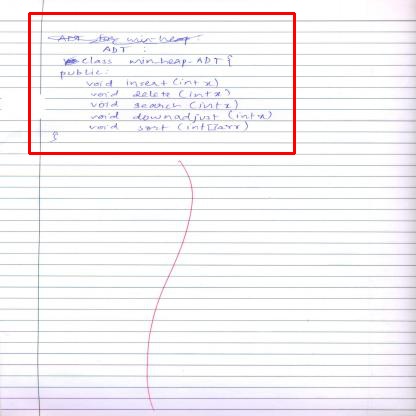 ADT for min-heap:
ADT :
class min-heap-ADT {
public:
void insert (int x)
void delete (int x)
void search (int x)
void downadjust (int x)
void sort (int[] arr)
}